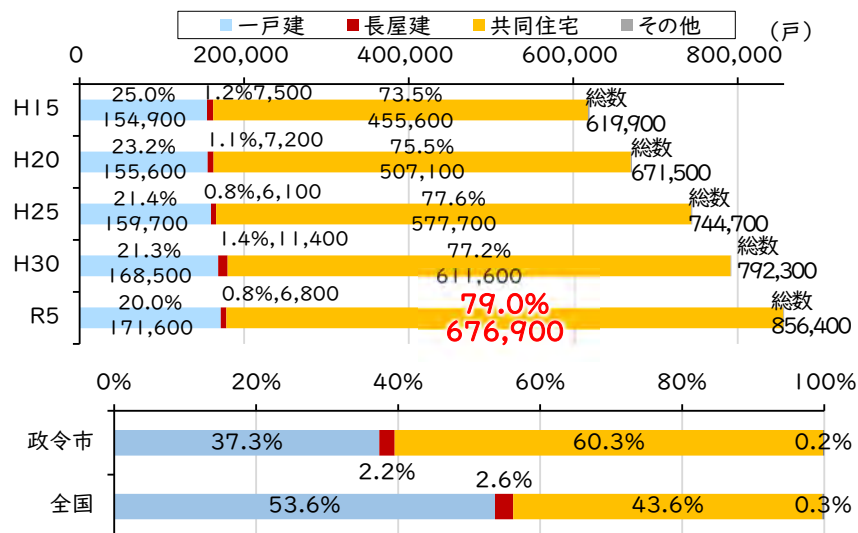 一戸建 長屋建 共同住宅 その他
(戸)
0 200,000 400,000 600,000 800,000
H15 25.0% 1.2%7,500 73.5% 総数
154,900 455,600 619,900
H20 23.2% 1.1%,7,200 75.5% 総数
155,600 507,100 671,500
H25 21.4% 0.8%,6,100 77.6% 総数
159,700 577,700 744,700
H30 21.3% 1.4%,11,400 77.2% 総数
168,500 611,600 792,300
R5 20.0% 0.8%,6,800 79.0% 総数
171,600 676,900 856,400
0% 20% 40% 60% 80% 100%
政令市 37.3% 60.3% 0.2%
2.2%
2.6%
全国 53.6% 43.6% 0.3%